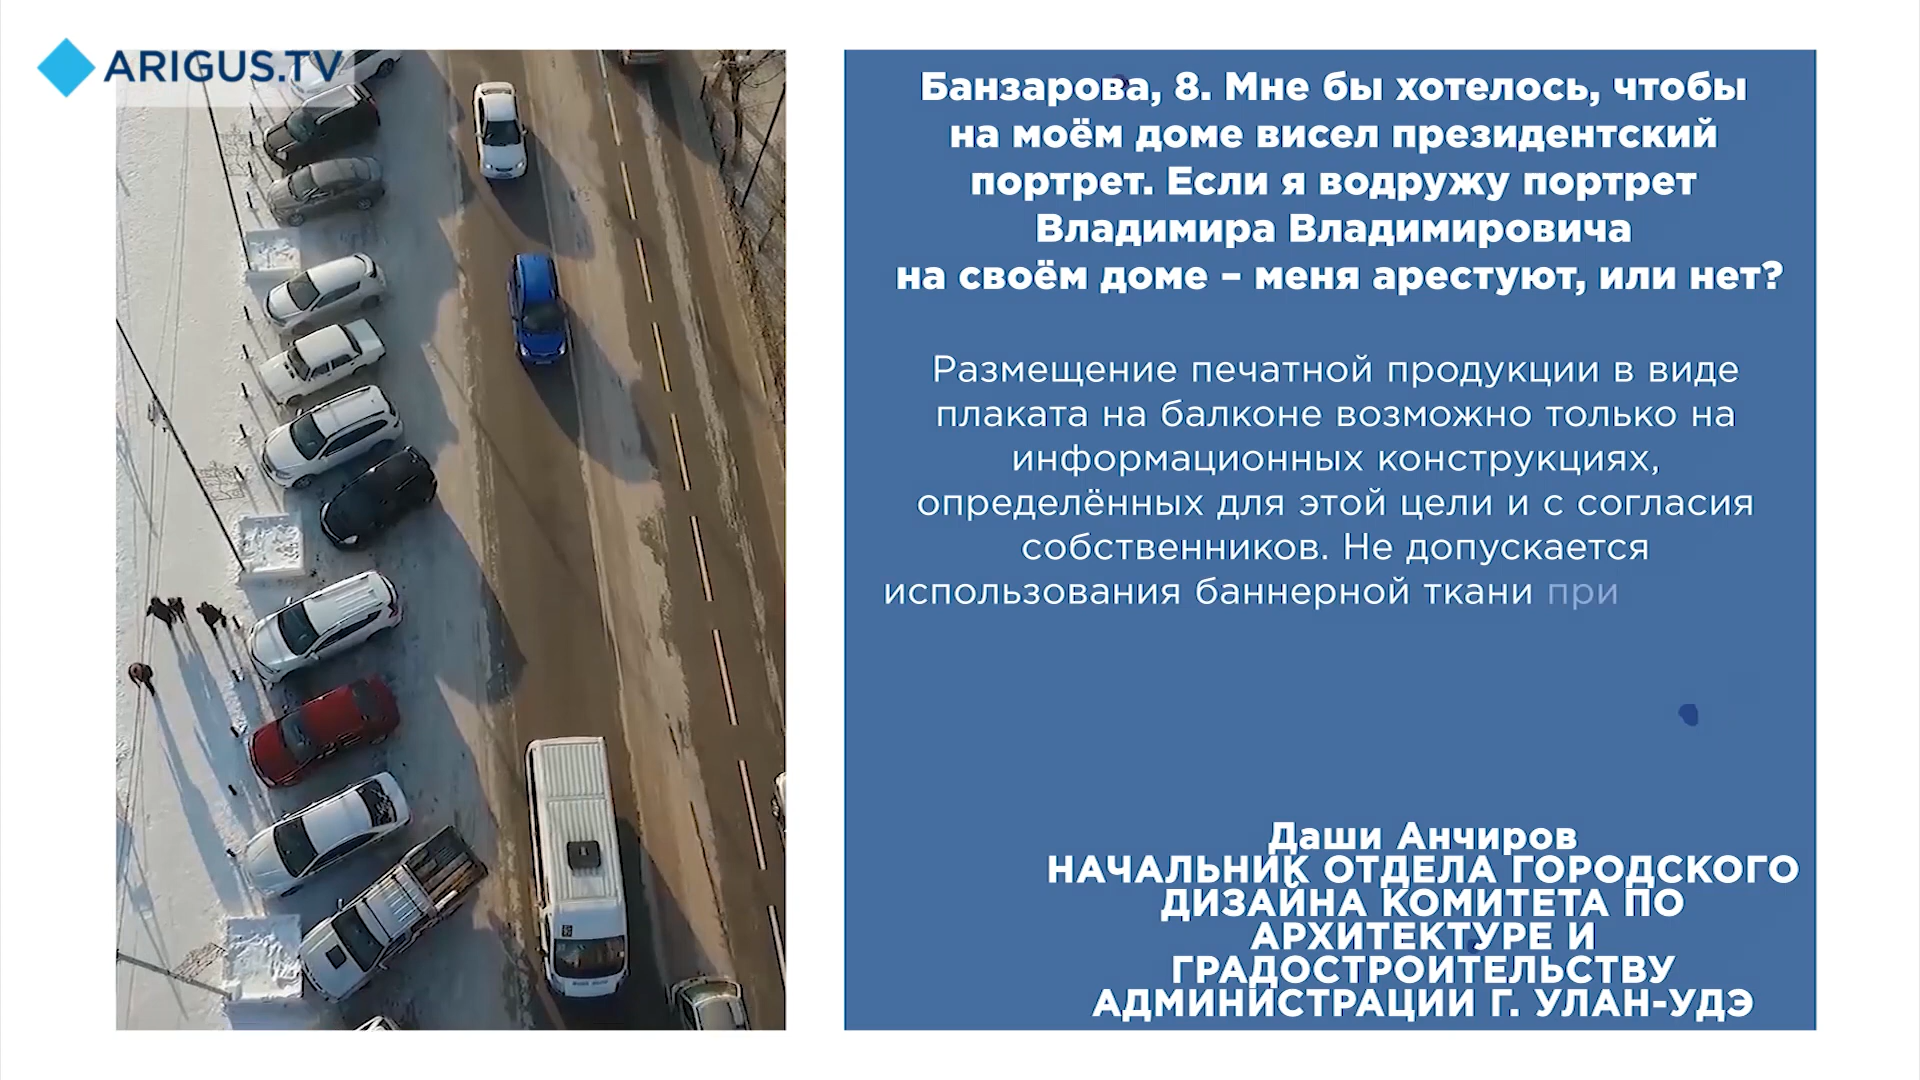 ARIGUS.TV
Банзарова, 8. Мне бы хотелось, чтобы
на моём доме висел президентский
портрет. Если я водружу портрет
Владимира Владимировича
на своём доме – меня арестуют, или нет?
Размещение печатной продукции в виде
плаката на балконе возможно только на
информационных конструкциях,
определённых для этой цели и с согласия
собственников. Не допускается
использования баннерной ткани при
Даши Анчиров
НАЧАЛЬНИК ОТДЕЛА ГОРОДСКОГО
ДИЗАЙНА КОМИТЕТА ПО
АРХИТЕКТУРЕ И
ГРАДОСТРОИТЕЛЬСТВУ
АДМИНИСТРАЦИИ Г. УЛАН-УДЭ